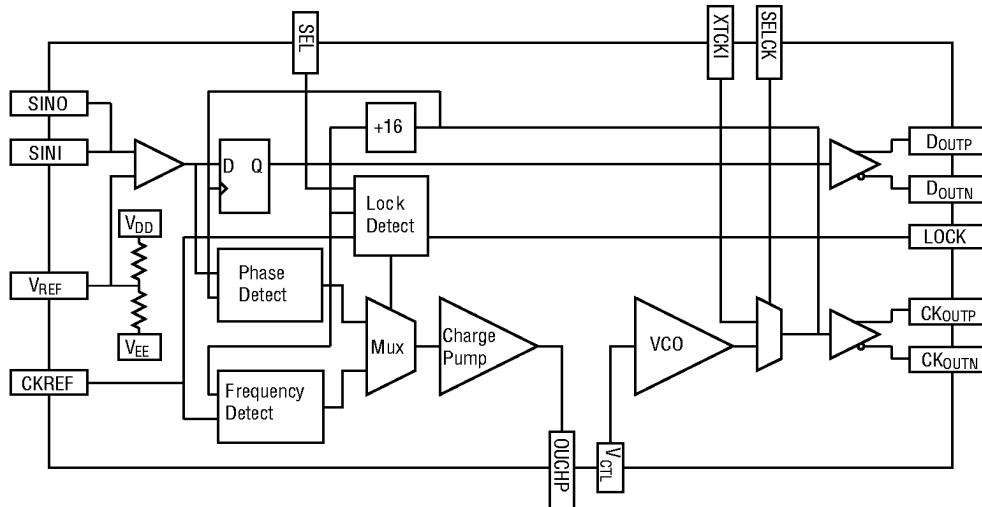 SEL
XTCKI
SELCK
SINO
SINI
+16
D Q
DOUTP
DOUTN
Lock
Detect
LOCK
VDD
VREF
VEE
Phase
Detect
Mux
Charge
Pump
VCO
CKOUTP
CKOUTN
CKREF
Frequency
Detect
OUCHP
VCTL